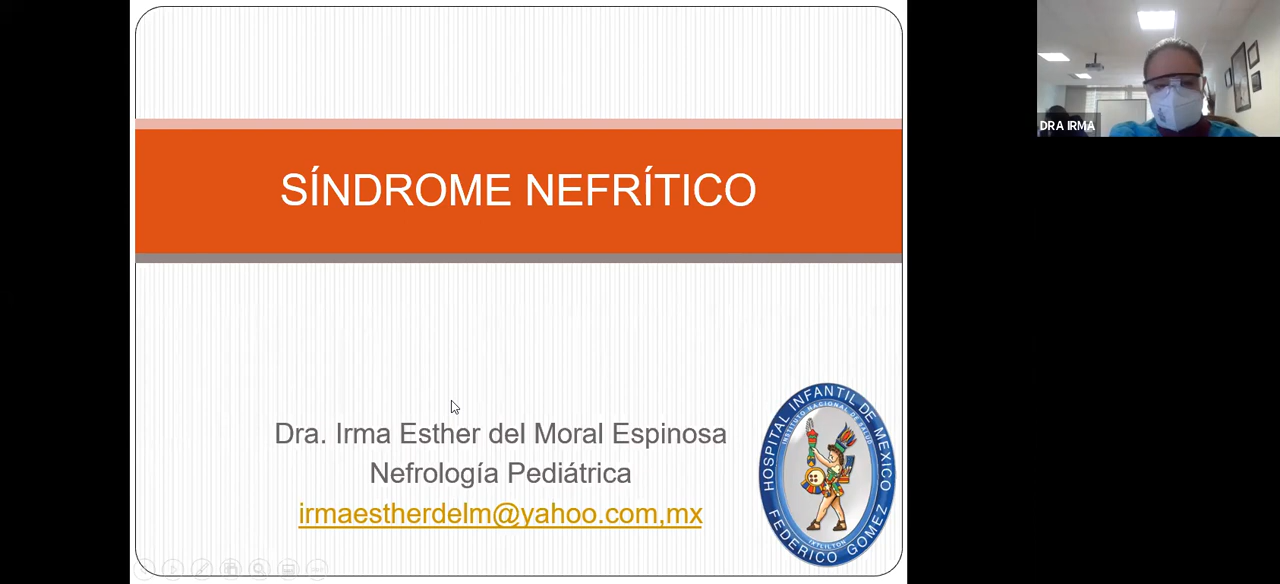 SÍNDROME NEFRÍTICO
DRA IRMA
Dra. Irma Esther del Moral Espinosa
Nefrología Pediátrica
irmaestherdelm@yahoo.com,mx
HOSPITAL INFANTIL DE MEXICO
INSTITUTO NACIONAL DE SALUD
IXTLILTON
FEDERICO GOMEZ